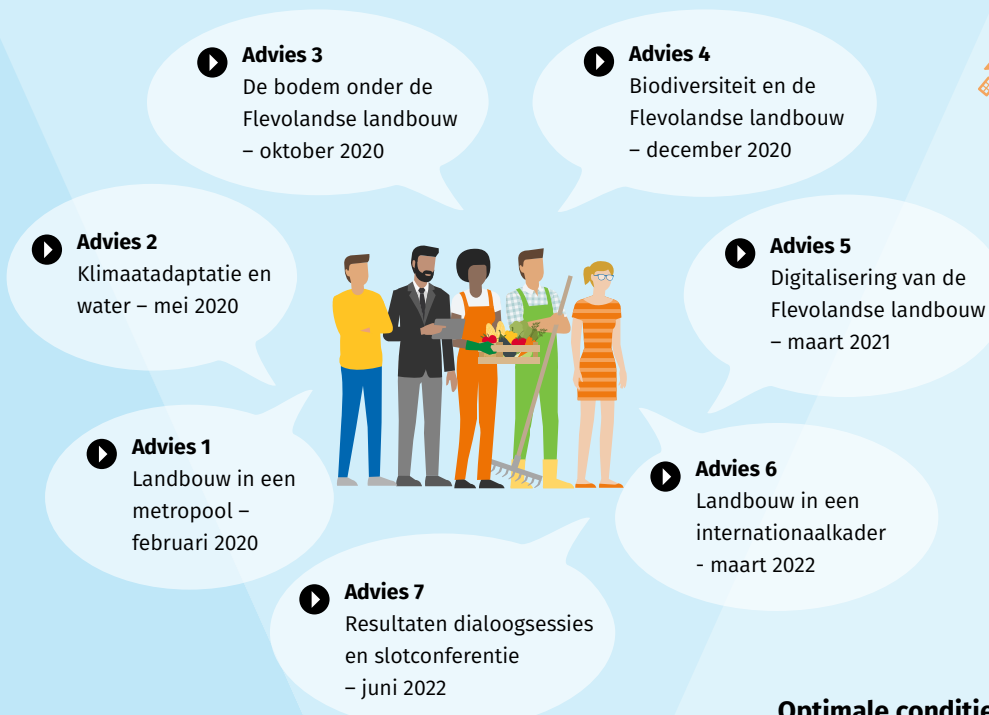 Advies 3
De bodem onder de
Flevolandse landbouw
– oktober 2020
Advies 4
Biodiversiteit en de
Flevolandse landbouw
– december 2020
Advies 2
Klimaatadaptatie en
water – mei 2020
Advies 5
Digitalisering van de
Flevolandse landbouw
– maart 2021
Advies 1
Landbouw in een
metropool –
februari 2020
Advies 6
Landbouw in een
internationaalkader
- maart 2022
Advies 7
Resultaten dialoogsessies
en slotconferentie
– juni 2022
Optimale